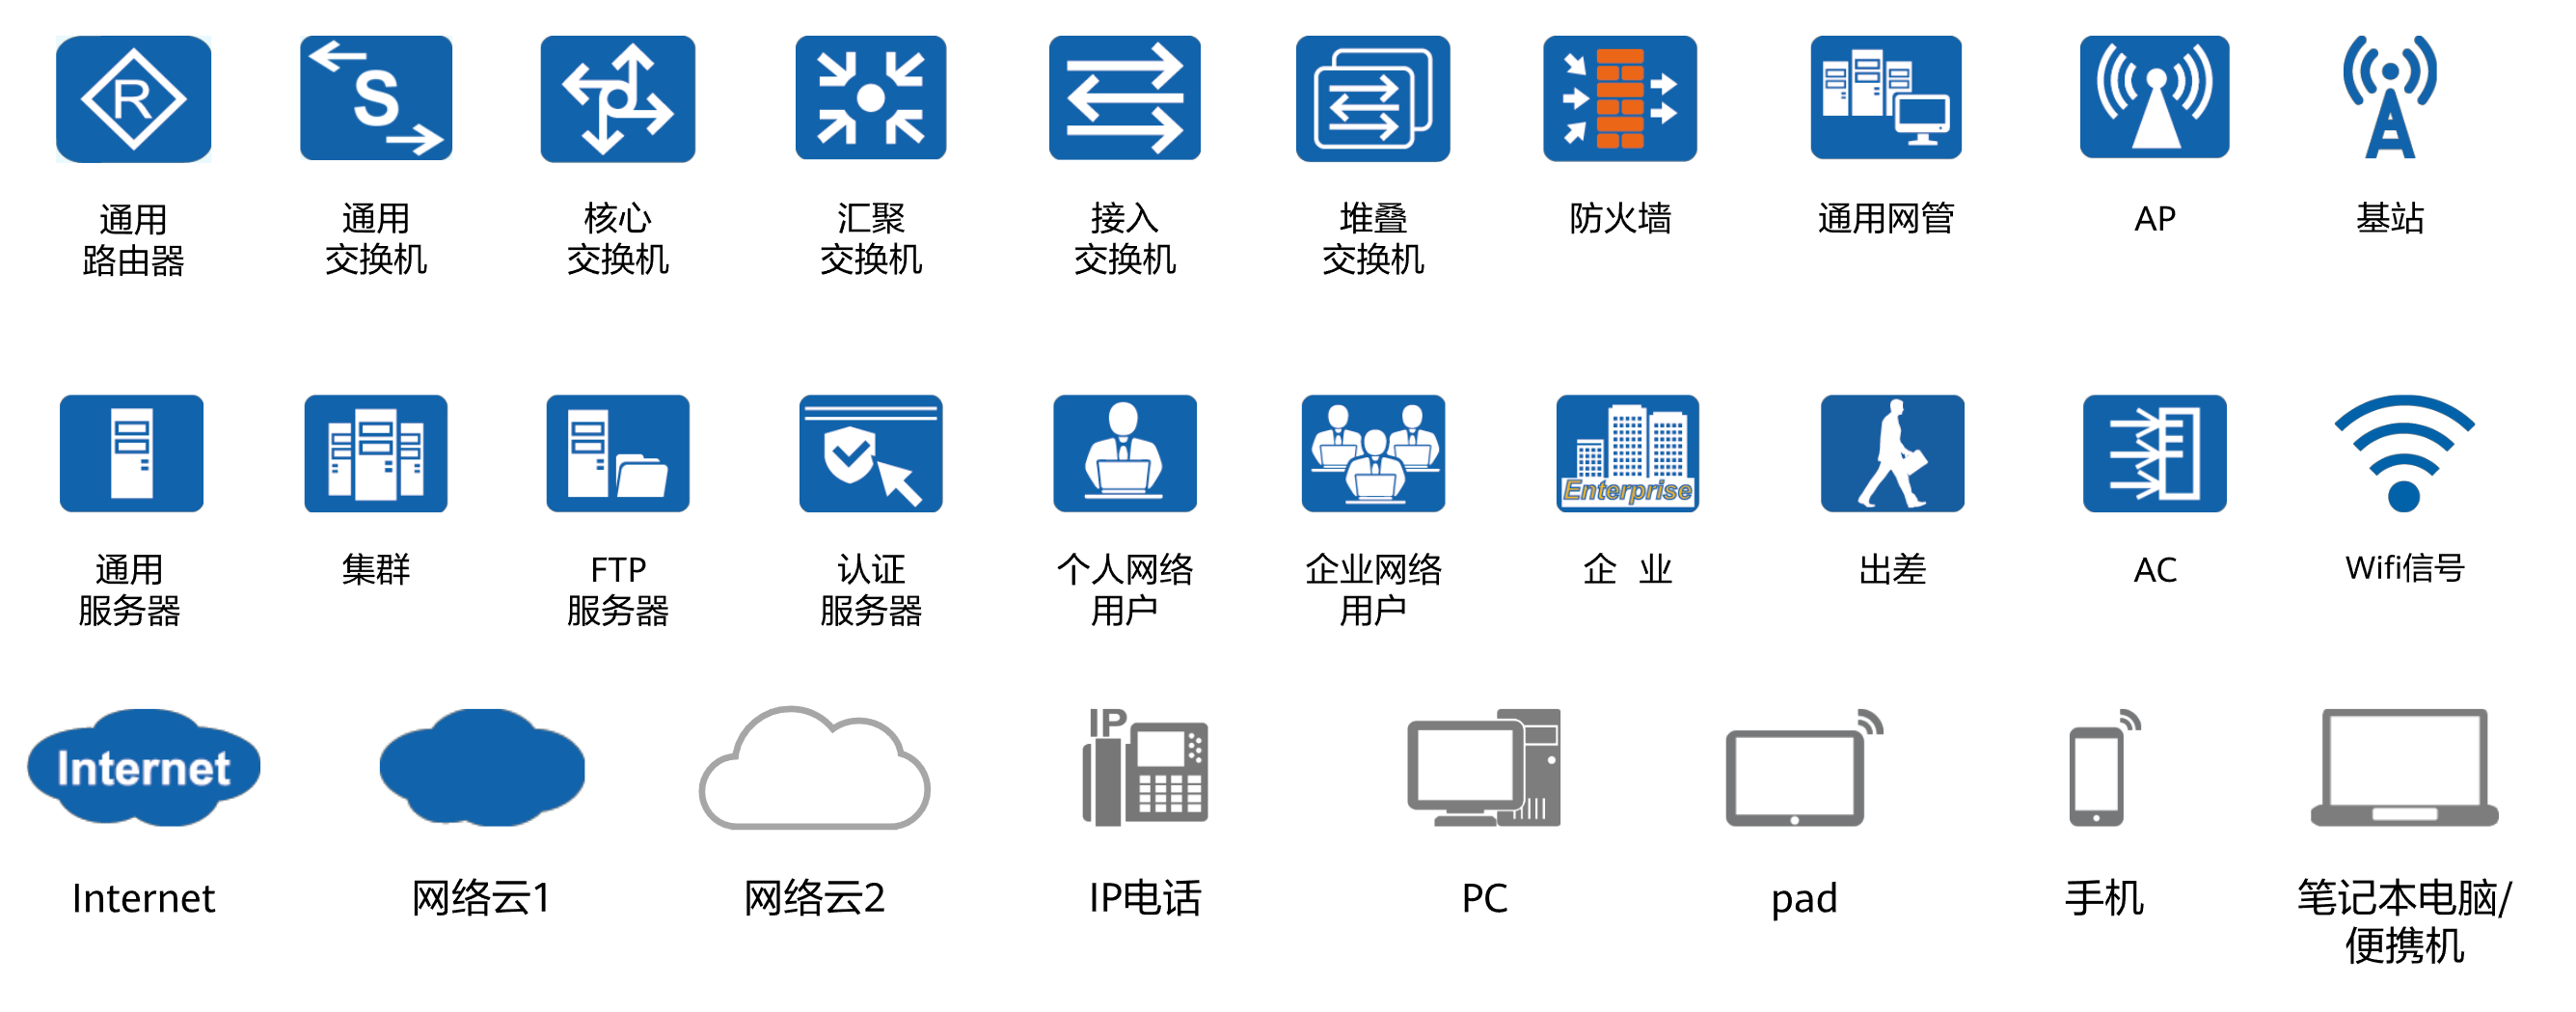 R
S
通用
路由器
通用
交换机
核心
交换机
汇聚
交换机
接入
交换机
堆叠
交换机
防火墙
通用网管
AP
基站
Enterprise
通用
服务器
集群
FTP
服务器
认证
服务器
个人网络
用户
企业网络
用户
企 业
出差
AC
Wifi信号
Internet
IP
Internet
网络云1
网络云2
IP电话
PC
pad
手机
笔记本电脑/
便携机